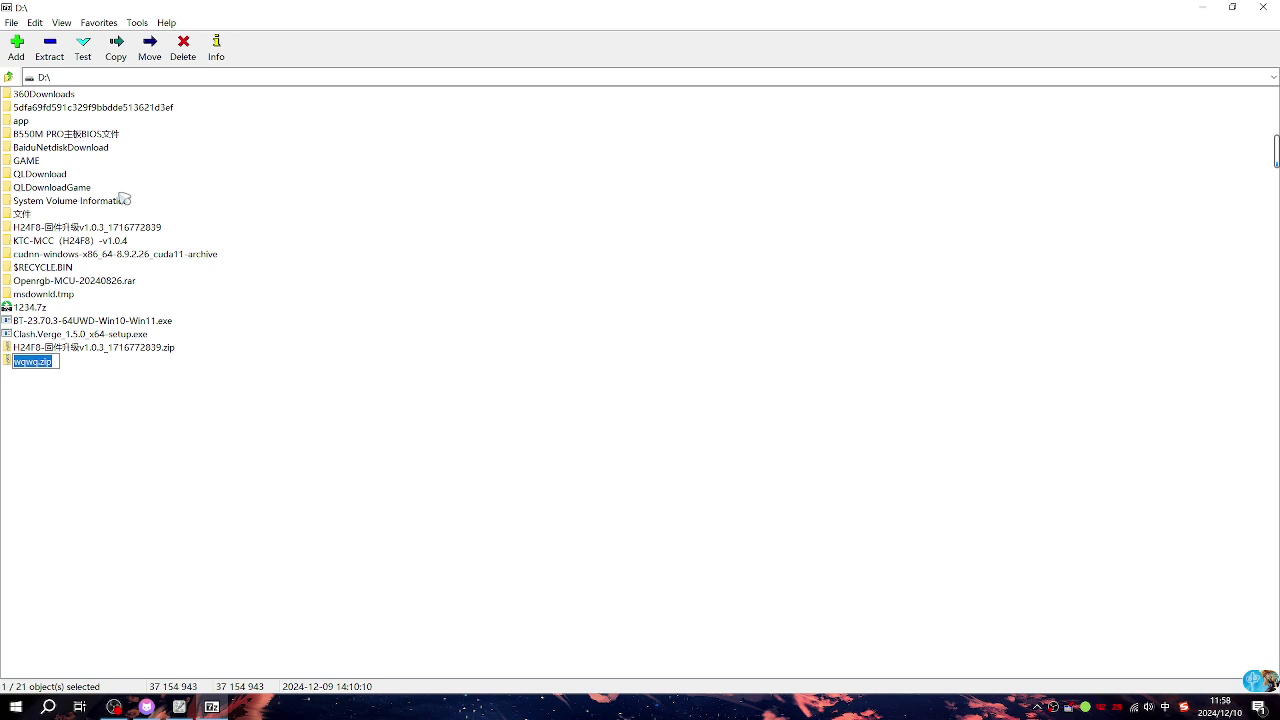 D:\
File Edit View Favorites Tools Help
Add Extract Test Copy Move Delete Info
D:\
360Downloads
5dfa69fd591c329f9bbdde513621d3ef
app
B550M PRO主板BIOS文件
BaiduNetdiskDownload
GAME
QLDownload
QLDownloadGame
System Volume Information
文件
H24F8-固件升级v1.0.3_1716772839
KTC-MCC（H24F8）-v1.0.4
cudnn-windows-x86_64-8.9.2.26_cuda11-archive
$RECYCLE.BIN
Openrgb-MCU-20240826.rar
msdownld.tmp
1234.7z
BT-23.70.3-64UWD-Win10-Win11.exe
Clash.Verge_1.5.0_x64-setup.exe
H24F8-固件升级v1.0.3_1716772839.zip
wqwq.zip
1 / 21 object(s) selected 37 154 943 37 154 943 2024-12-09 14:10:10
7z 42 29 中 11:58
2024/12/10